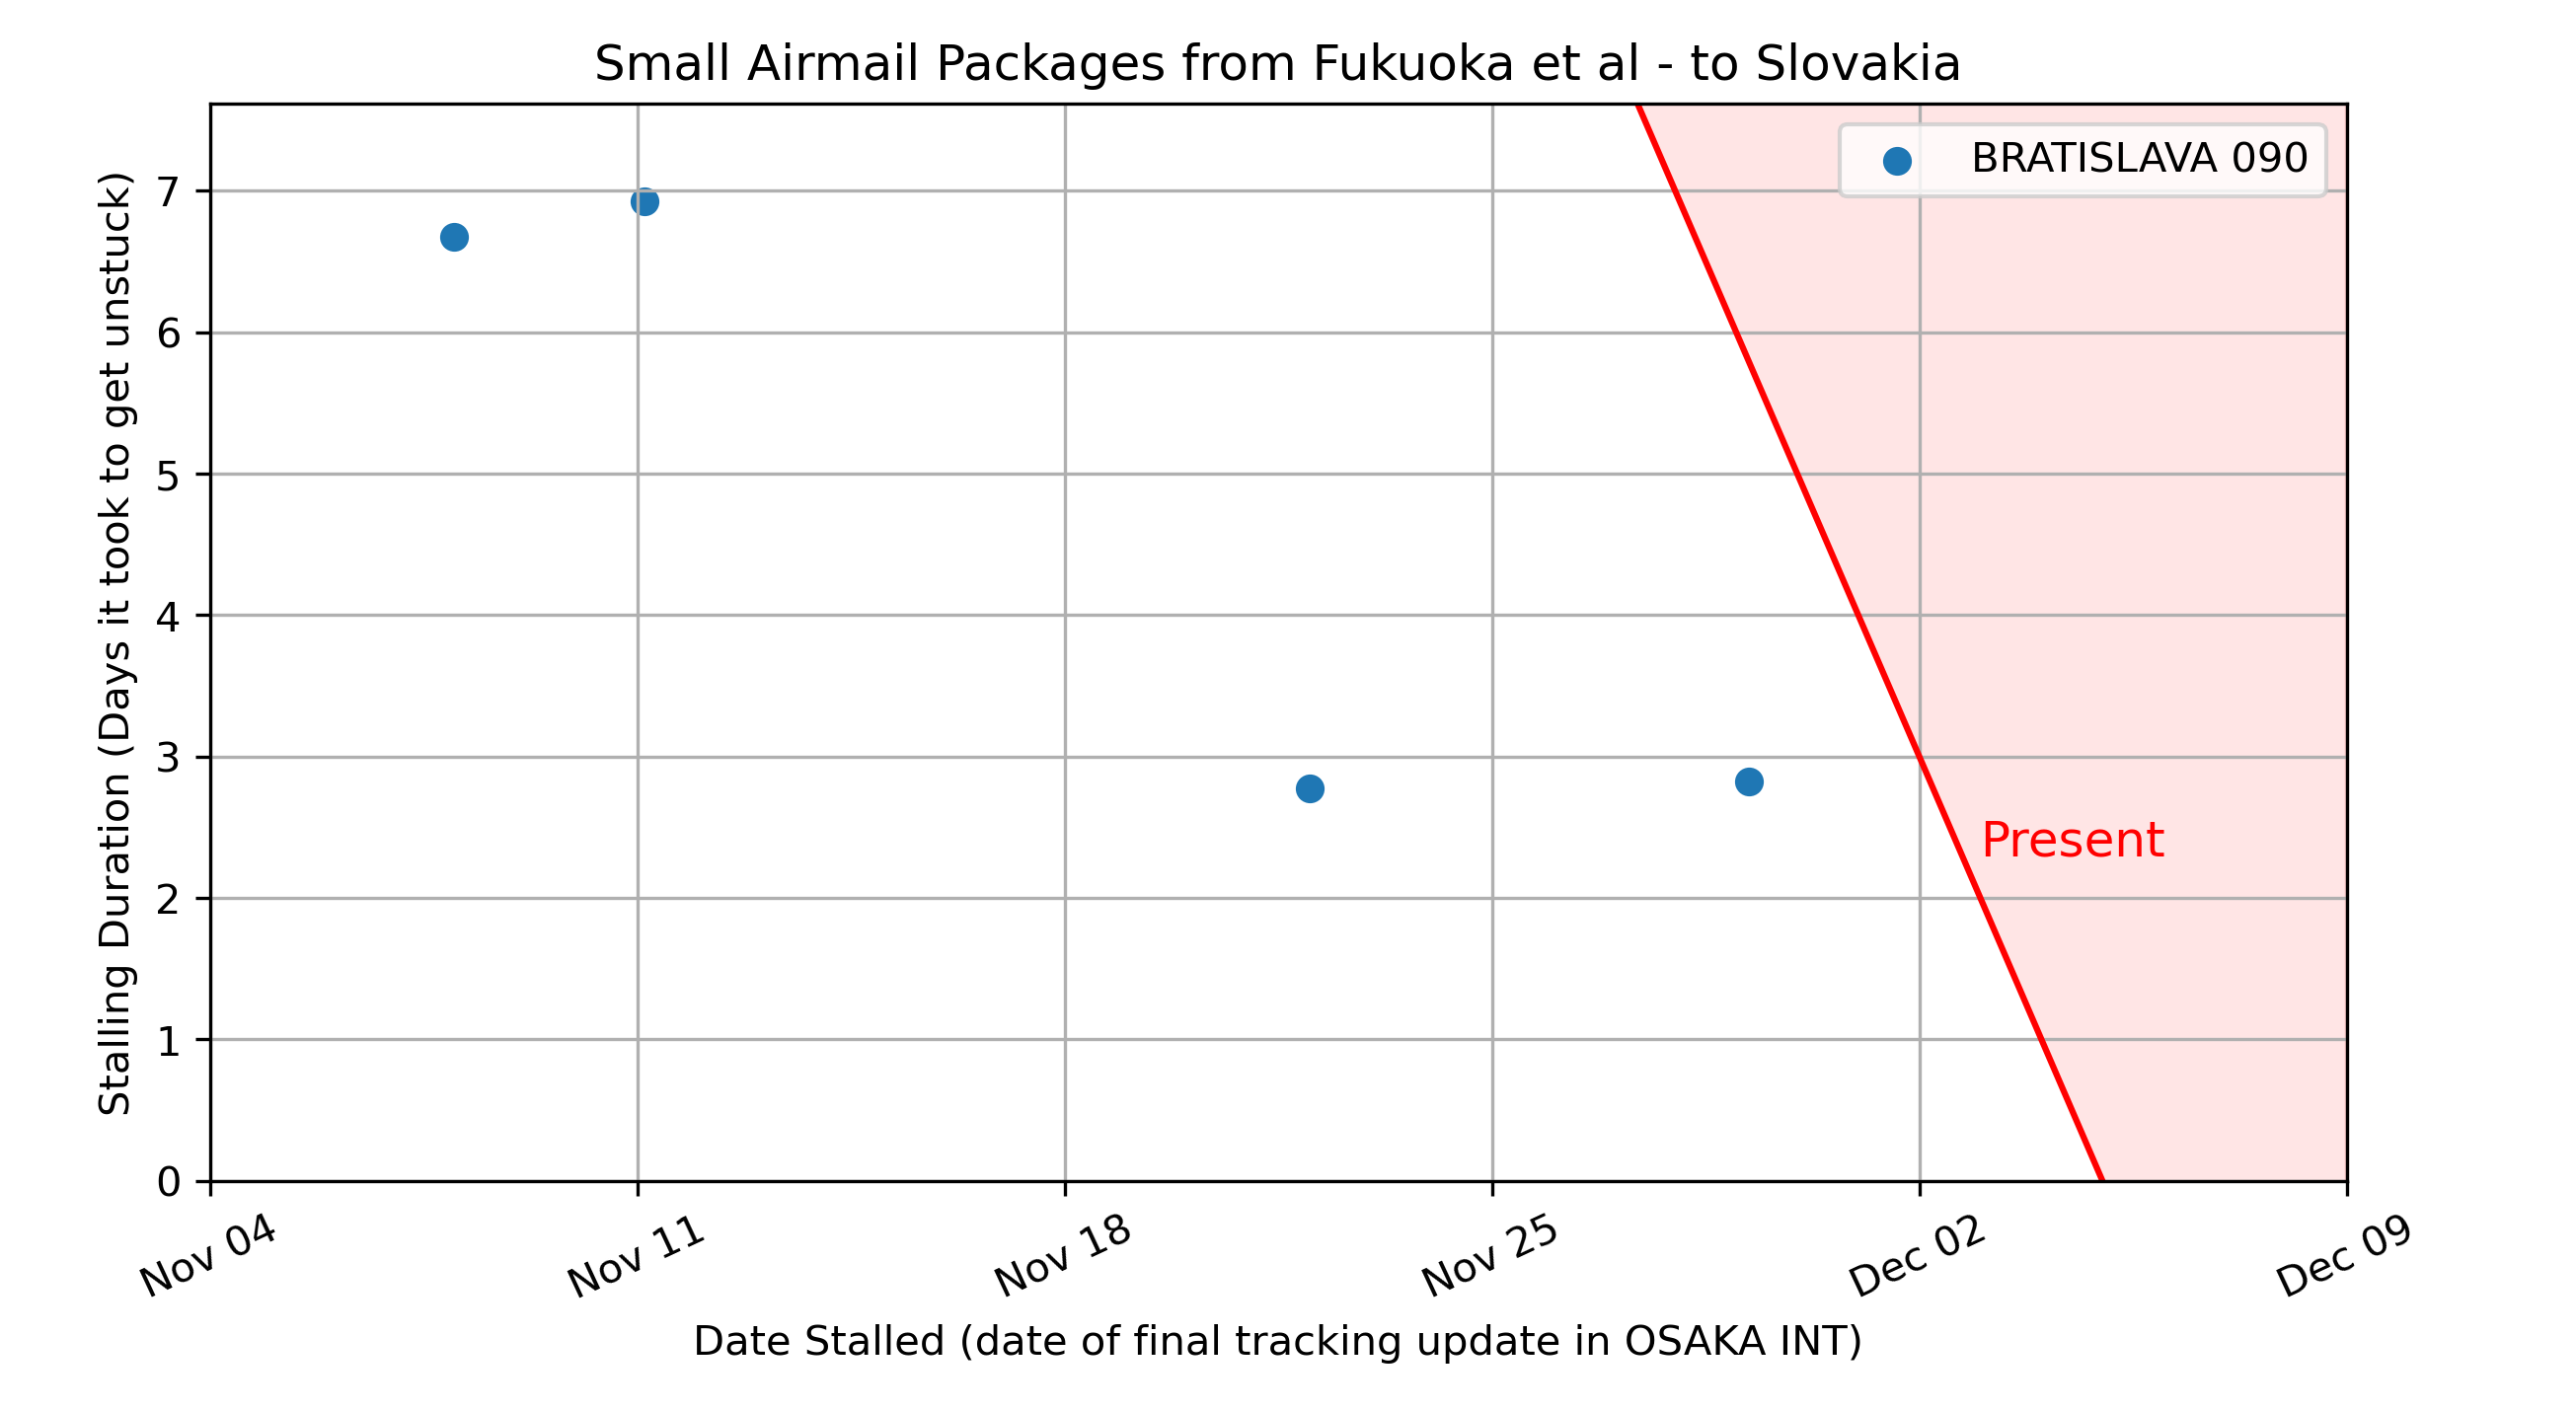 Small Airmail Packages from Fukuoka et al - to Slovakia
BRATISLAVA 090
Stalling Duration (Days it took to get unstuck)
7
6
5
4
3
2
1
0
Present
Nov 04
Nov 11
Nov 18
Nov 25
Dec 02
Dec 09
Date Stalled (date of final tracking update in OSAKA INT)